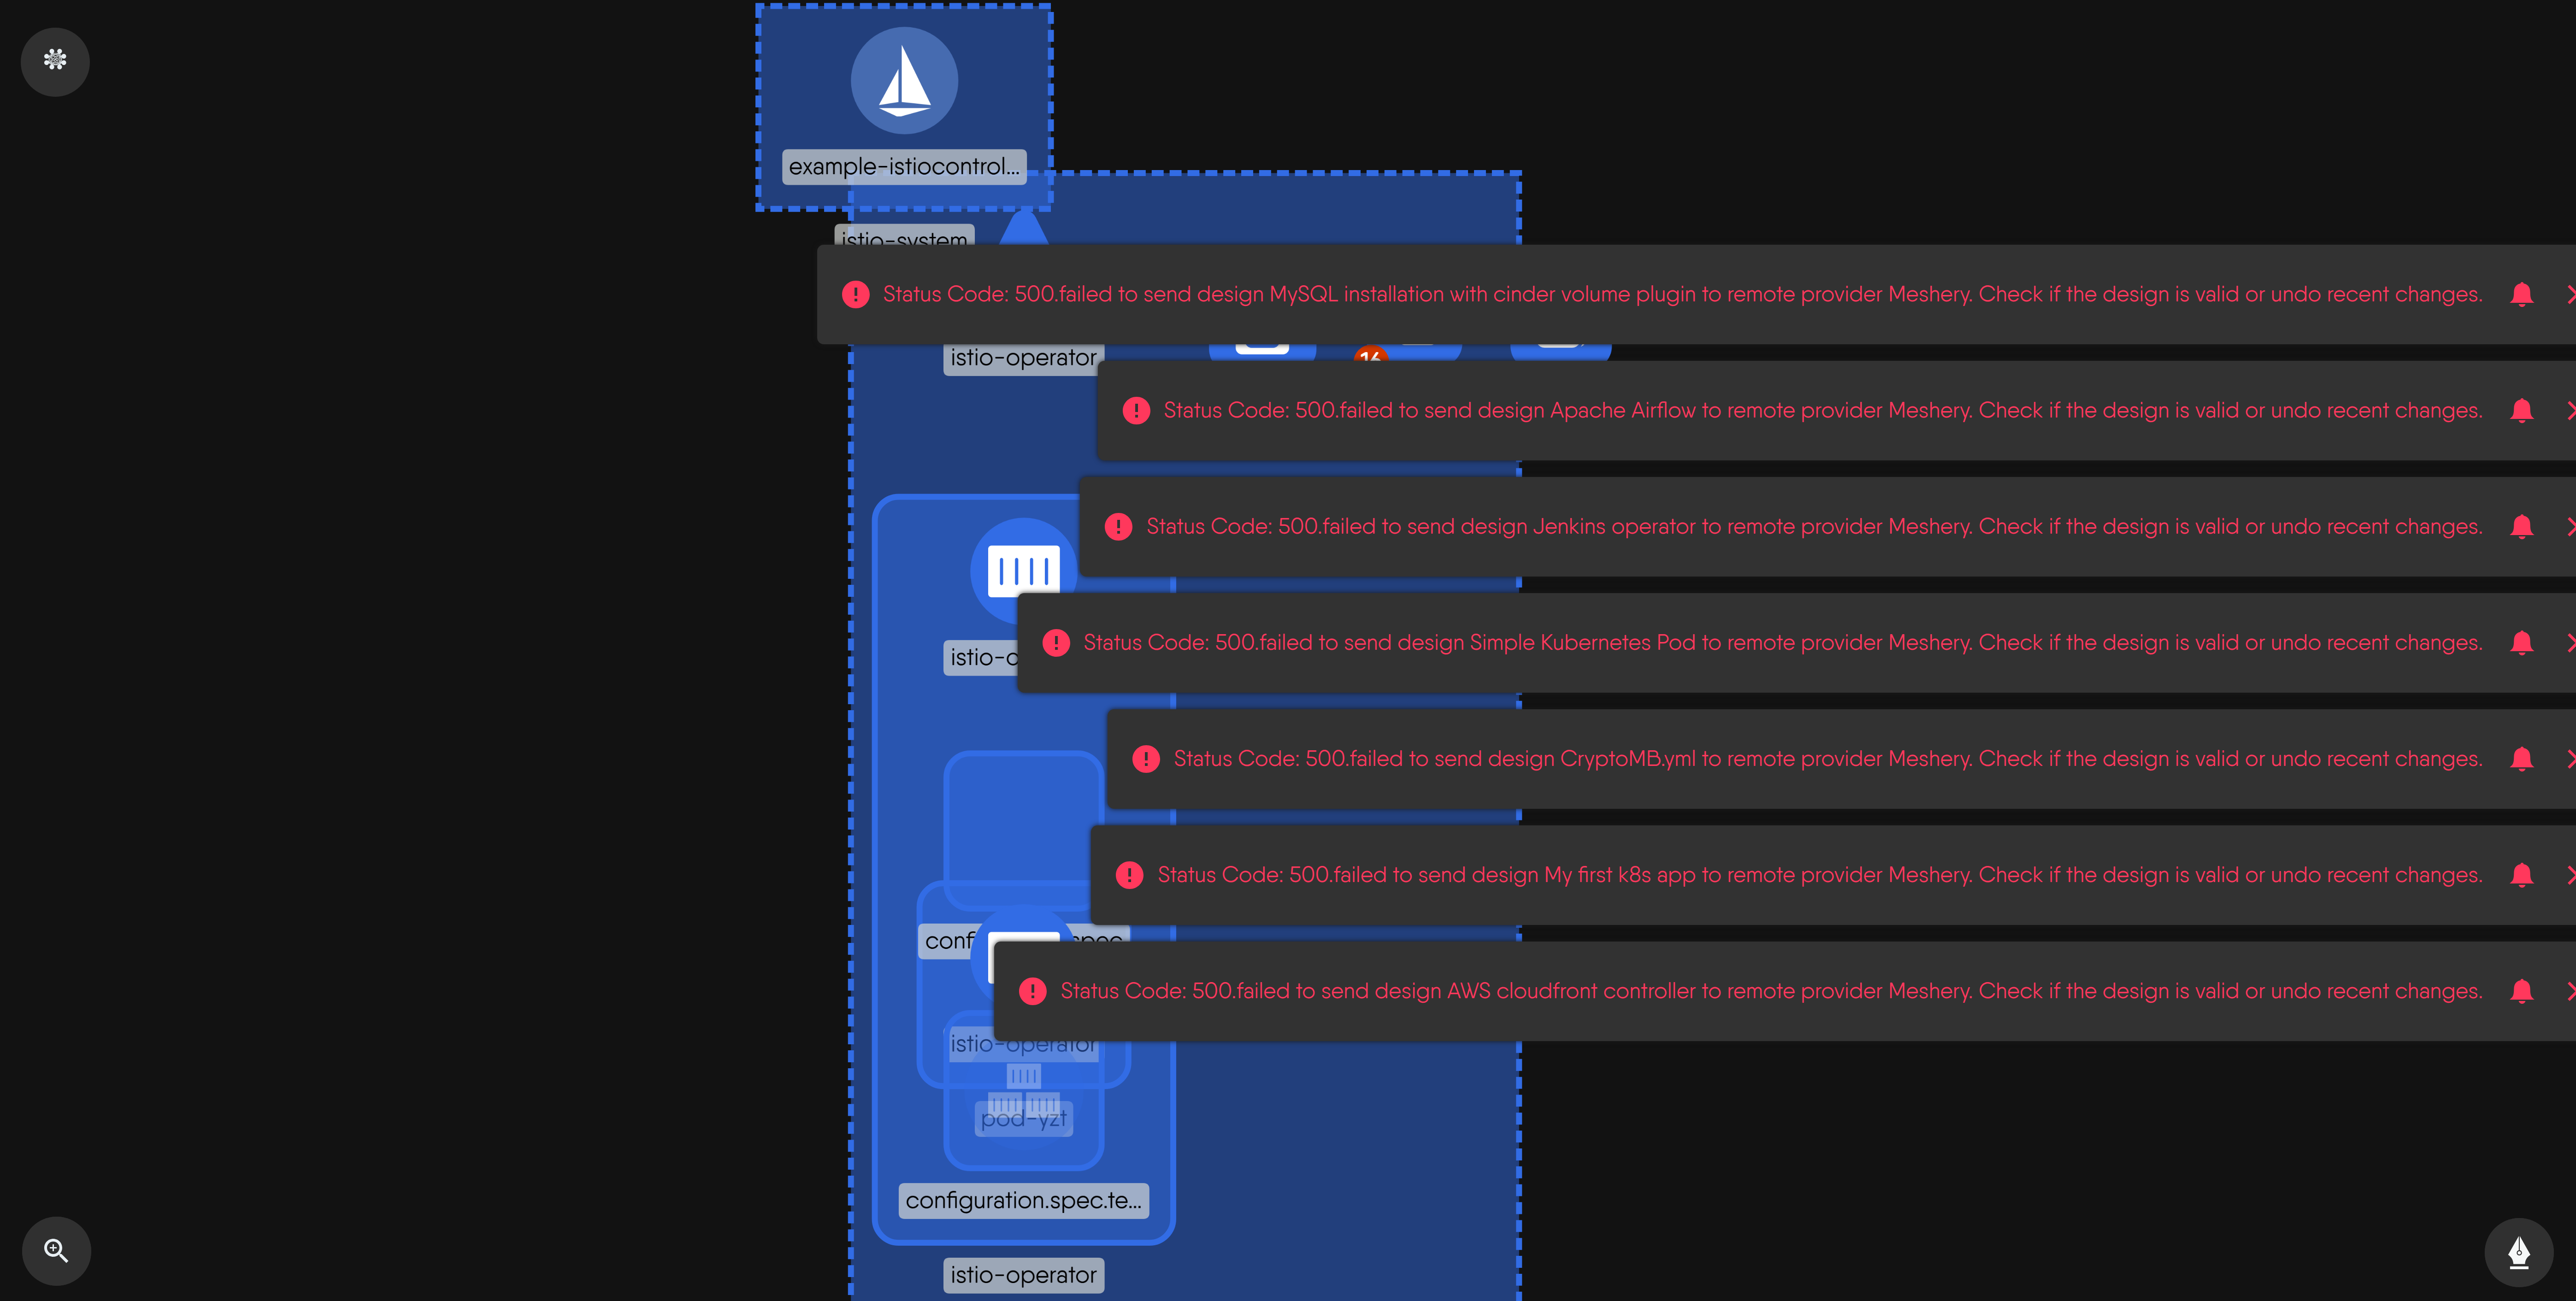 example-istiocontrol...
istio-system
Status Code: 500.failed to send design MySQL installation with cinder volume plugin to remote provider Meshery. Check if the design is valid or undo recent changes.
istio-operator
16
Status Code: 500.failed to send design Apache Airflow to remote provider Meshery. Check if the design is valid or undo recent changes.
Status Code: 500.failed to send design Jenkins operator to remote provider Meshery. Check if the design is valid or undo recent changes.
istio-o
Status Code: 500.failed to send design Simple Kubernetes Pod to remote provider Meshery. Check if the design is valid or undo recent changes.
Status Code: 500.failed to send design CryptoMB.yml to remote provider Meshery. Check if the design is valid or undo recent changes.
Status Code: 500.failed to send design My first k8s app to remote provider Meshery. Check if the design is valid or undo recent changes.
conf spec
Status Code: 500.failed to send design AWS cloudfront controller to remote provider Meshery. Check if the design is valid or undo recent changes.
istio-operator
pod-yzt
configuration.spec.te...
istio-operator